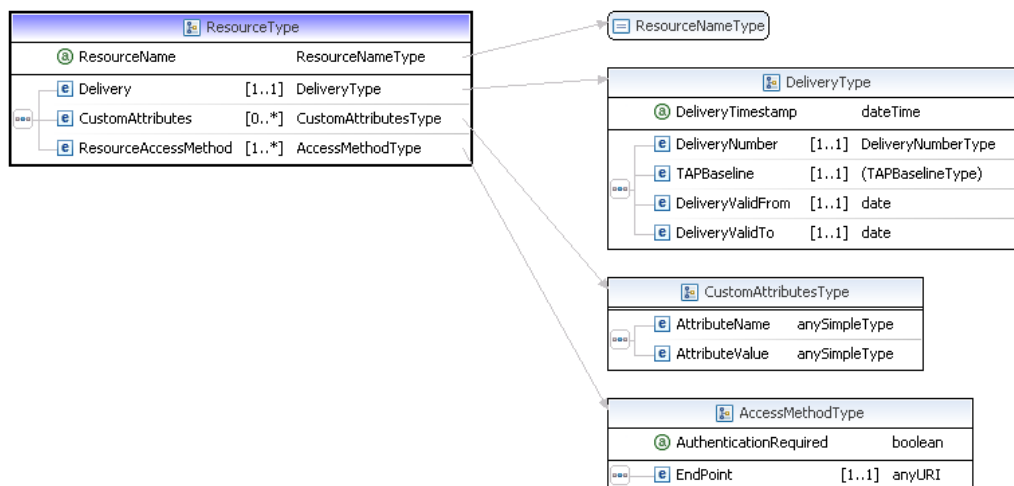 ResourceType
ResourceName ResourceNameType
Delivery [1..1] DeliveryType
CustomAttributes [0..*] CustomAttributesType
ResourceAccessMethod [1..*] AccessMethodType
ResourceNameType
DeliveryType
DeliveryTimestamp dateTime
DeliveryNumber [1..1] DeliveryNumberType
TAPBaseline [1..1] (TAPBaselineType)
DeliveryValidFrom [1..1] date
DeliveryValidTo [1..1] date
CustomAttributesType
AttributeName anySimpleType
AttributeValue anySimpleType
AccessMethodType
AuthenticationRequired boolean
EndPoint [1..1] anyURI